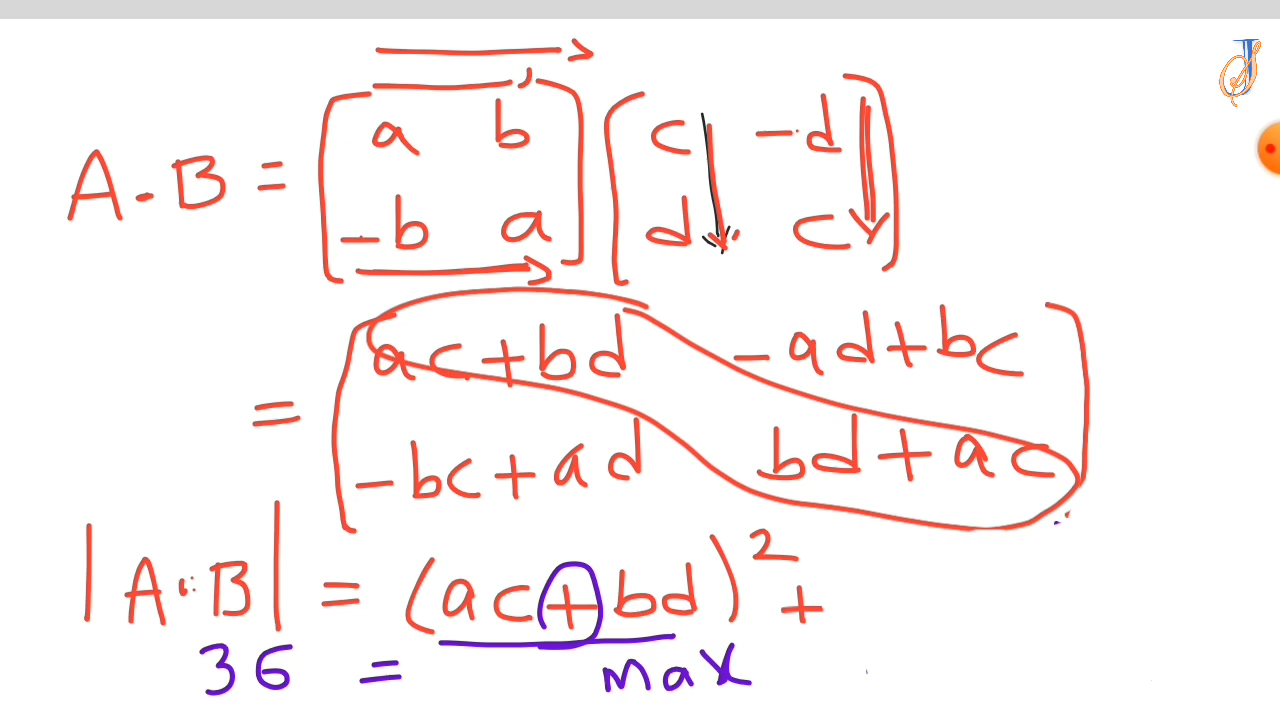 A . B = [ a b ] [ c -d ]
[ -b a ] [ d c ]
= [ ac+bd -ad+bc ]
[ -bc+ad bd+ac ]
|A.B| = (ac+bd)² +
36 = max